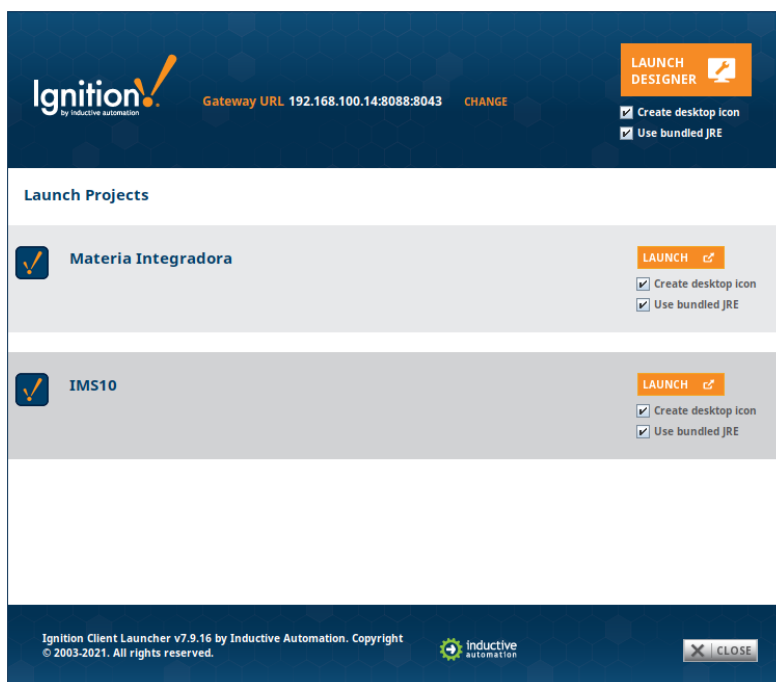 Ignition!
by inductive automation
Gateway URL 192.168.100.14:8088:8043 CHANGE
LAUNCH
DESIGNER
Create desktop icon
Use bundled JRE
Launch Projects
Materia Integradora
LAUNCH
Create desktop icon
Use bundled JRE
IMS10
LAUNCH
Create desktop icon
Use bundled JRE
Ignition Client Launcher v7.9.16 by Inductive Automation. Copyright
© 2003-2021. All rights reserved.
inductive
automation
CLOSE